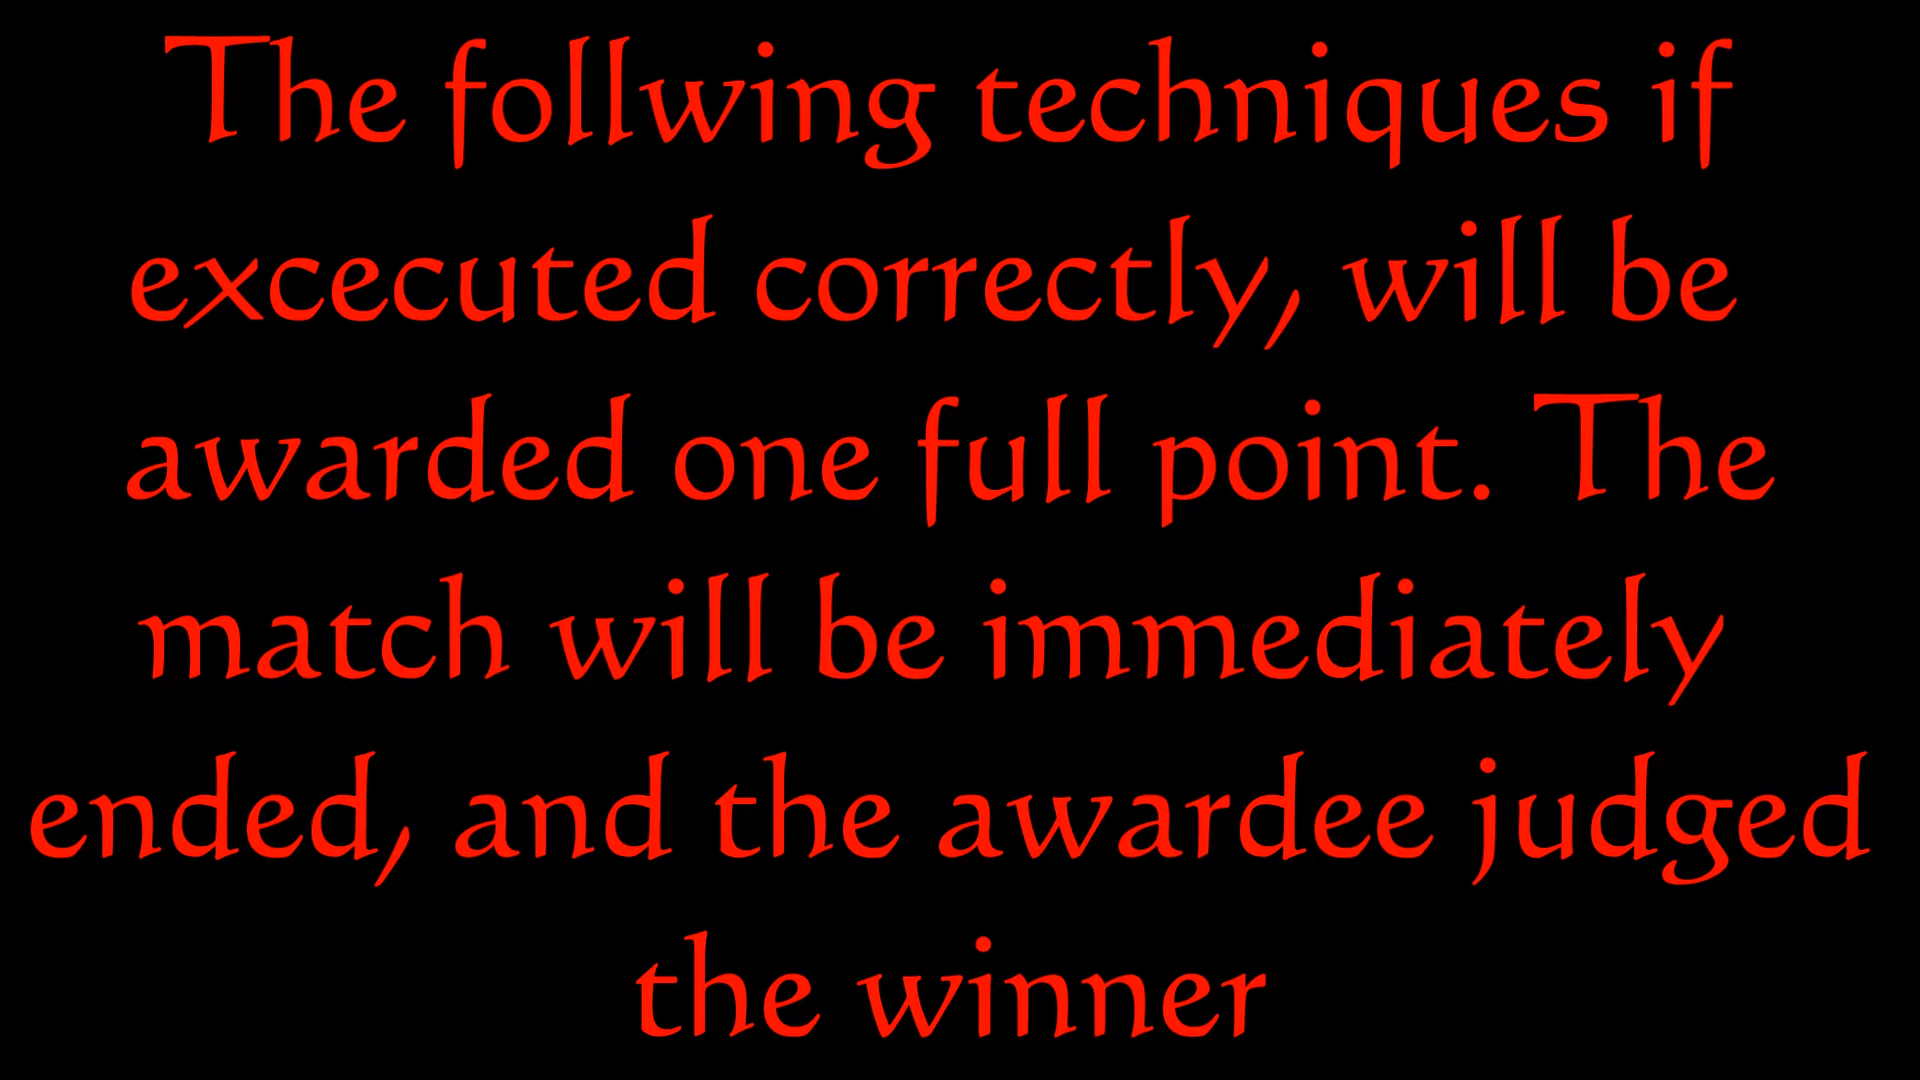 The follwing techniques if
excecuted correctly, will be
awarded one full point. The
match will be immediately
ended, and the awardee judged
the winner